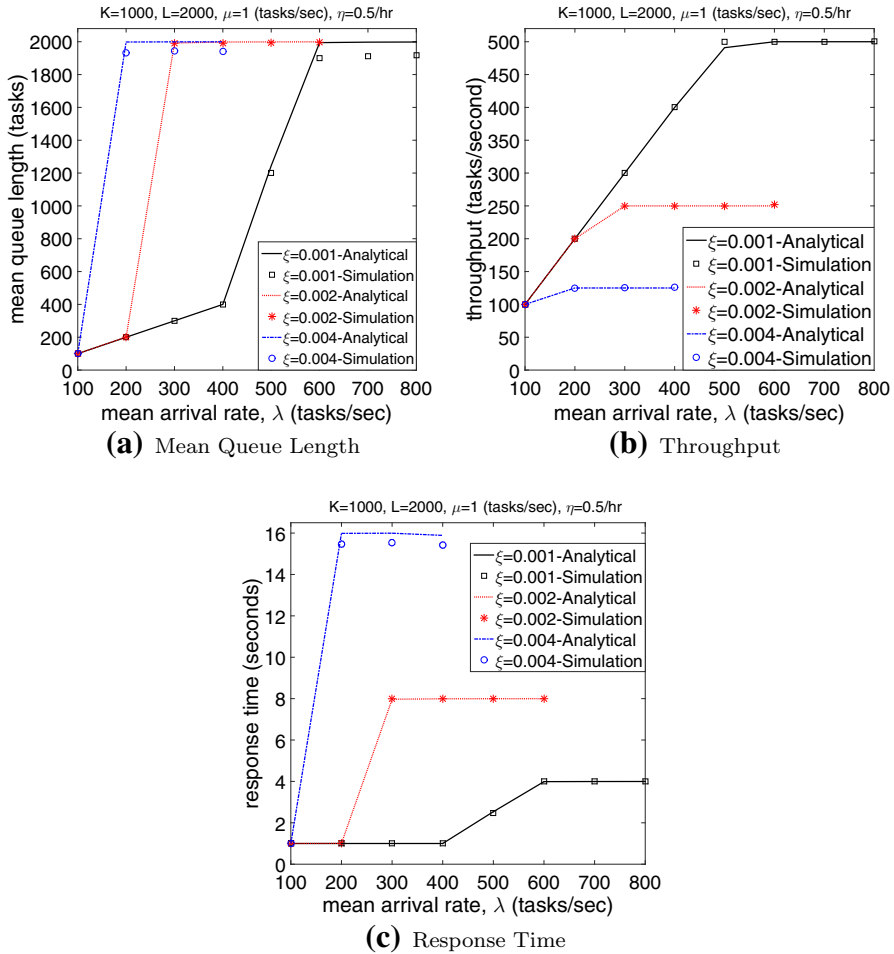 K=1000, L=2000, μ=1 (tasks/sec), η=0.5/hr
mean queue length (tasks)
2000
1800
1600
1400
1200
1000
800
600
400
200
0
ξ=0.001-Analytical
ξ=0.001-Simulation
ξ=0.002-Analytical
ξ=0.002-Simulation
ξ=0.004-Analytical
ξ=0.004-Simulation
100 200 300 400 500 600 700 800
mean arrival rate, λ (tasks/sec)
(a) Mean Queue Length
K=1000, L=2000, μ=1 (tasks/sec), η=0.5/hr
throughput (tasks/second)
500
450
400
350
300
250
200
150
100
50
0
ξ=0.001-Analytical
ξ=0.001-Simulation
ξ=0.002-Analytical
ξ=0.002-Simulation
ξ=0.004-Analytical
ξ=0.004-Simulation
100 200 300 400 500 600 700 800
mean arrival rate, λ (tasks/sec)
(b) Throughput
K=1000, L=2000, μ=1 (tasks/sec), η=0.5/hr
response time (seconds)
16
14
12
10
8
6
4
2
0
ξ=0.001-Analytical
ξ=0.001-Simulation
ξ=0.002-Analytical
ξ=0.002-Simulation
ξ=0.004-Analytical
ξ=0.004-Simulation
100 200 300 400 500 600 700 800
mean arrival rate, λ (tasks/sec)
(c) Response Time